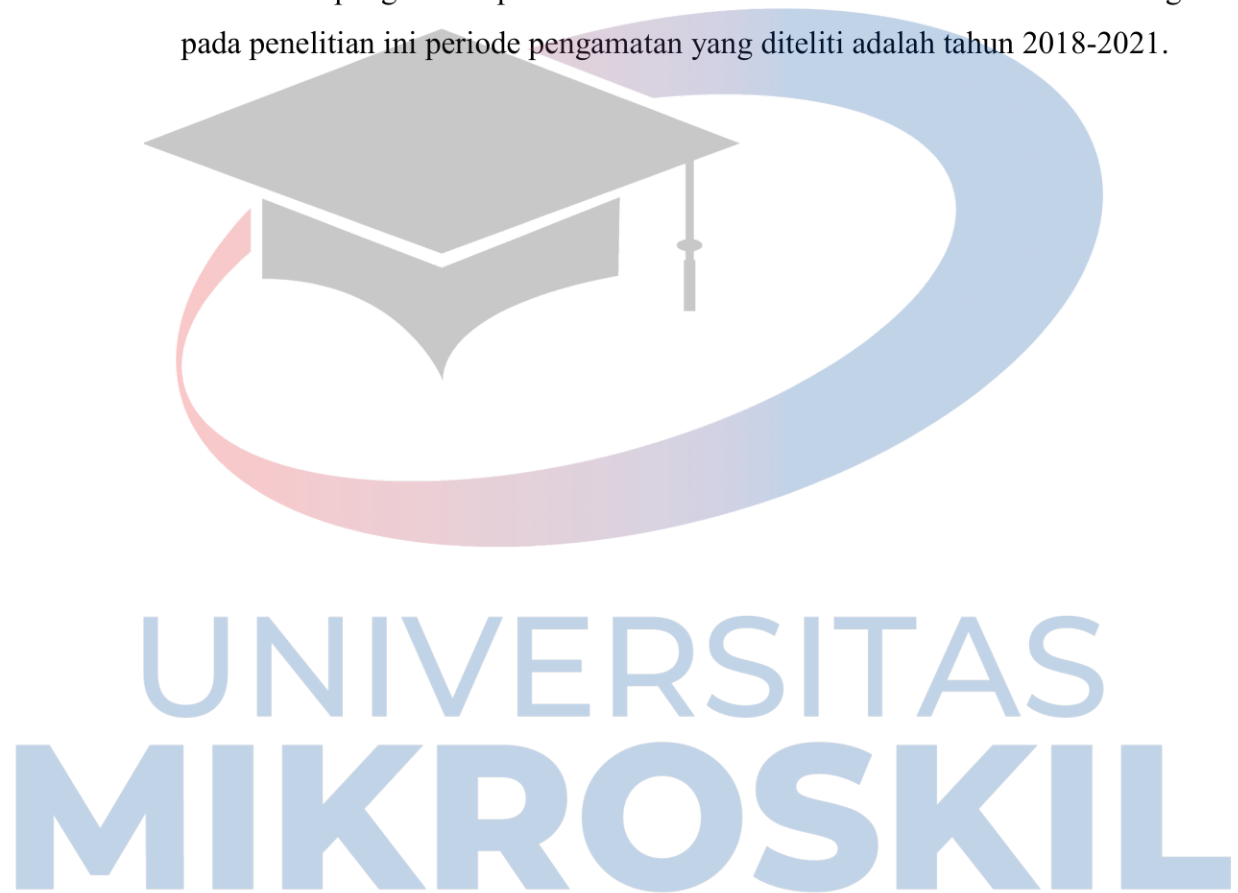 pada penelitian ini periode pengamatan yang diteliti adalah tahun 2018-2021.
UNIVERSITAS
MIKROSKIL